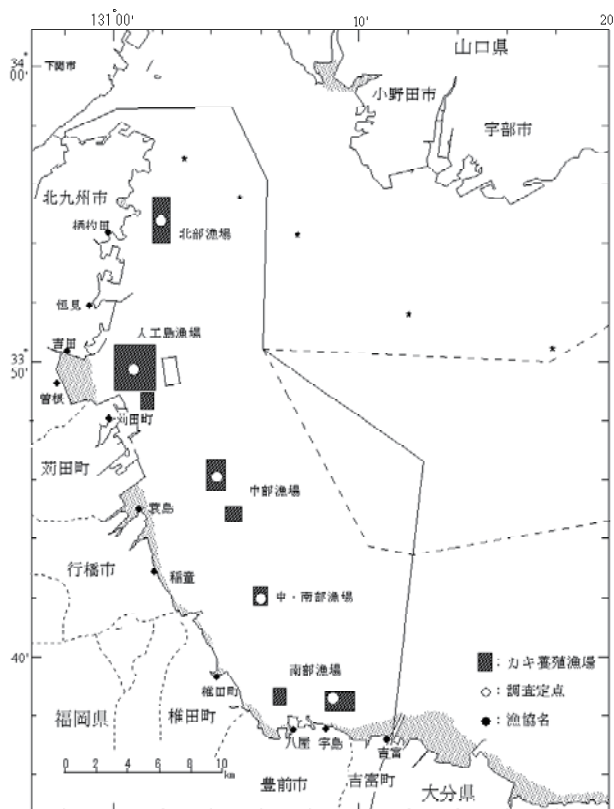 131° 00' 10' 20
34° 00' 山口県
下関市
小野田市
宇部市
北九州市
柄杓田
北部漁場
恒見
人工島漁場
吉田
33° 50'
曽根
苅田町
苅田町
中部漁場
蓑島
行橋市
稲童
中・南部漁場
南部漁場
：カキ養殖漁場
40'
：調査定点
椎田町
福岡県
椎田町
：漁協名
八屋
宇島
吉富
0 2 4 6 8 10
km
豊前市
吉富町
大分県